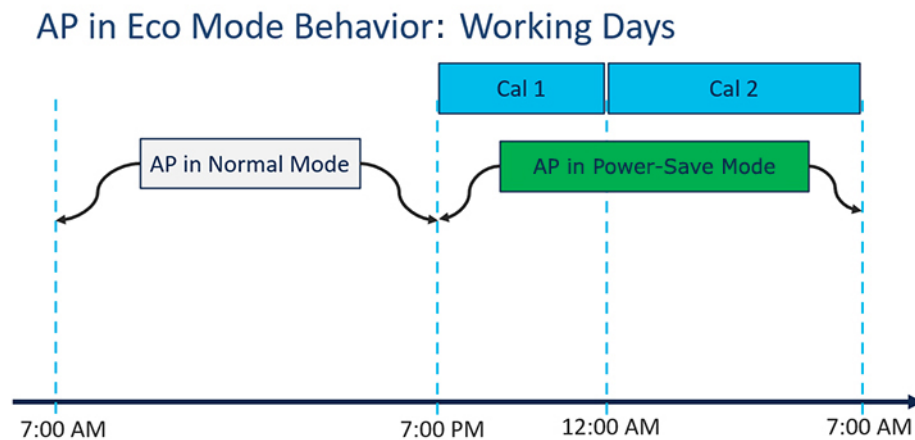 AP in Eco Mode Behavior: Working Days
Cal 1
Cal 2
AP in Normal Mode
AP in Power-Save Mode
7:00 AM
7:00 PM
12:00 AM
7:00 AM